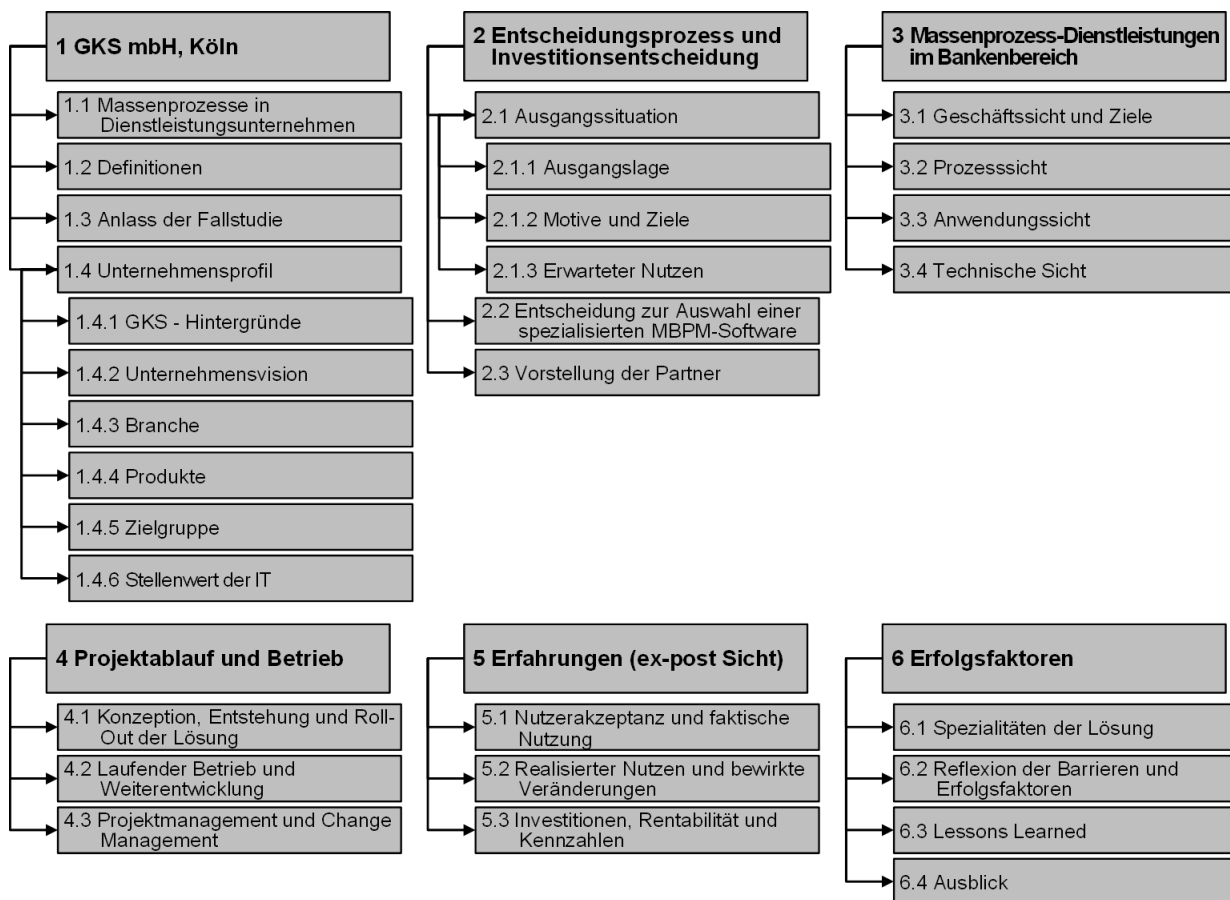 1 GKS mbH, Köln
1.1 Massenprozesse in
Dienstleistungsunternehmen
1.2 Definitionen
1.3 Anlass der Fallstudie
1.4 Unternehmensprofil
1.4.1 GKS - Hintergründe
1.4.2 Unternehmensvision
1.4.3 Branche
1.4.4 Produkte
1.4.5 Zielgruppe
1.4.6 Stellenwert der IT
2 Entscheidungsprozess und
Investitionsentscheidung
2.1 Ausgangssituation
2.1.1 Ausgangslage
2.1.2 Motive und Ziele
2.1.3 Erwarteter Nutzen
2.2 Entscheidung zur Auswahl einer
spezialisierten MBPM-Software
2.3 Vorstellung der Partner
3 Massenprozess-Dienstleistungen
im Bankenbereich
3.1 Geschäftssicht und Ziele
3.2 Prozesssicht
3.3 Anwendungssicht
3.4 Technische Sicht
4 Projektablauf und Betrieb
4.1 Konzeption, Entstehung und Roll-
Out der Lösung
4.2 Laufender Betrieb und
Weiterentwicklung
4.3 Projektmanagement und Change
Management
5 Erfahrungen (ex-post Sicht)
5.1 Nutzerakzeptanz und faktische
Nutzung
5.2 Realisierter Nutzen und bewirkte
Veränderungen
5.3 Investitionen, Rentabilität und
Kennzahlen
6 Erfolgsfaktoren
6.1 Spezialitäten der Lösung
6.2 Reflexion der Barrieren und
Erfolgsfaktoren
6.3 Lessons Learned
6.4 Ausblick